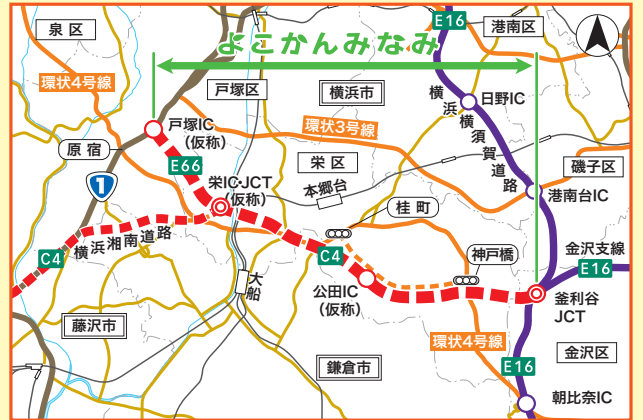 泉区
E16
港南区
よこかんみなみ
環状4号線
戸塚区
横浜市
横浜横須賀道路
日野IC
戸塚IC
(仮称)
環状3号線
原宿
E66
栄区
磯子区
1
栄IC・JCT
(仮称)
本郷台
港南台IC
横浜湘南道路
桂町
金沢支線
C4
C4
神戸橋
E16
大船
公田IC
(仮称)
釜利谷
JCT
藤沢市
環状4号線
金沢区
鎌倉市
E16
朝比奈IC